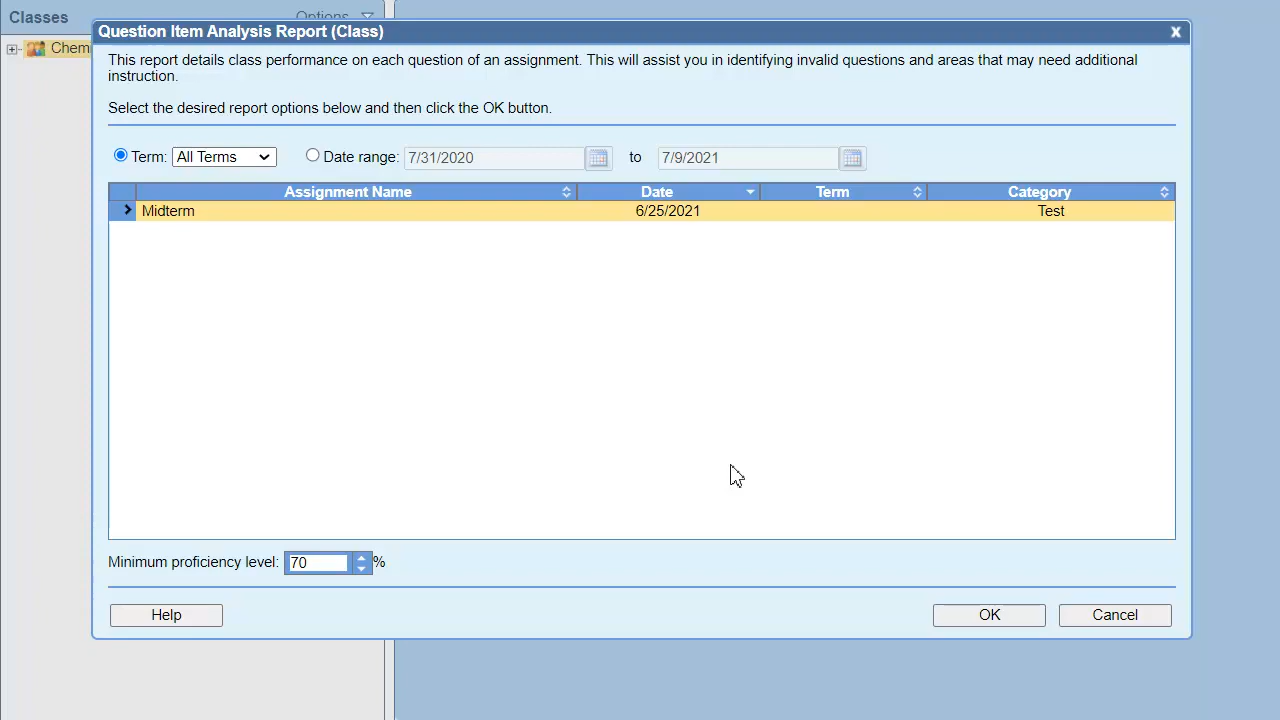 Classes
Options
Chem
Question Item Analysis Report (Class)
x
This report details class performance on each question of an assignment. This will assist you in identifying invalid questions and areas that may need additional
instruction.
Select the desired report options below and then click the OK button.
Term: All Terms Date range: 7/31/2020 to 7/9/2021
Assignment Name Date Term Category
Midterm 6/25/2021 Test
Minimum proficiency level: 70 %
Help OK Cancel